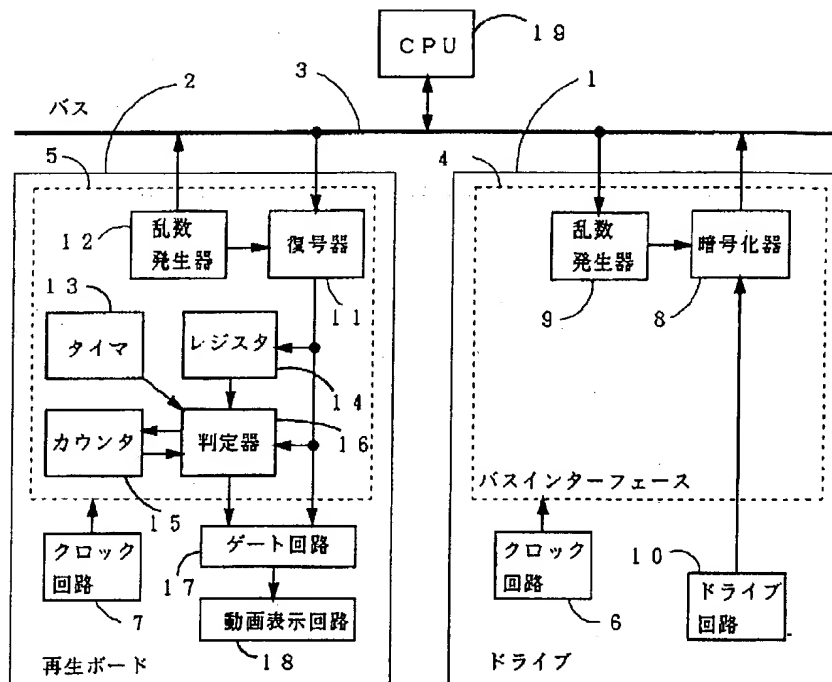 CPU
19
3
2
1
バス
5
4
12
乱数
発生器
復号器
乱数
発生器
暗号化器
13
11
9
8
タイマ
レジスタ
14
カウンタ
判定器
16
バスインターフェース
15
クロック
回路
7
17
ゲート回路
クロック
回路
6
10
ドライブ
回路
動画表示回路
18
再生ボード
ドライブ